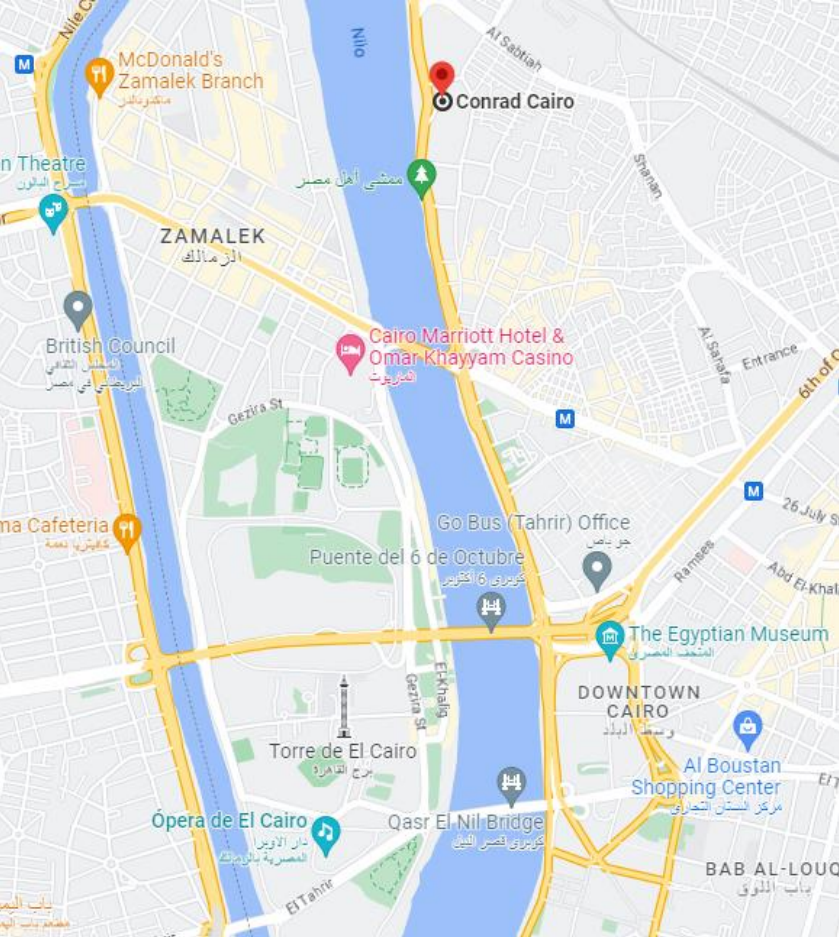 Nilo
Al Sabtiah
M
McDonald's
Zamalek Branch
ماكدونالدز
Conrad Cairo
Shanan
n Theatre
مسرح البالون
ممشى أهل مصر
ZAMALEK
الزمالك
British Council
المجلس الثقافي
البريطاني في مصر
Cairo Marriott Hotel &
Omar Khayyam Casino
الماريوت
Al Sahafa
Entrance
6th of O
Gezira St
M
M
26 July S
ma Cafeteria
كافيتريا نعمة
Go Bus (Tahrir) Office
جو باص
Puente del 6 de Octubre
كوبري 6 أكتوبر
Ramses
Abd El-Khal
The Egyptian Museum
المتحف المصري
El-Khalig
Gezira St
DOWNTOWN
CAIRO
وسط البلد
Torre de El Cairo
برج القاهرة
Al Boustan
Shopping Center
مركز البستان التجاري
ElT
Ópera de El Cairo
دار الاوبرا
المصرية بالزمالك
Qasr El Nil Bridge
كوبري قصر النيل
BAB AL-LOUQ
باب اللوق
El Tahrir